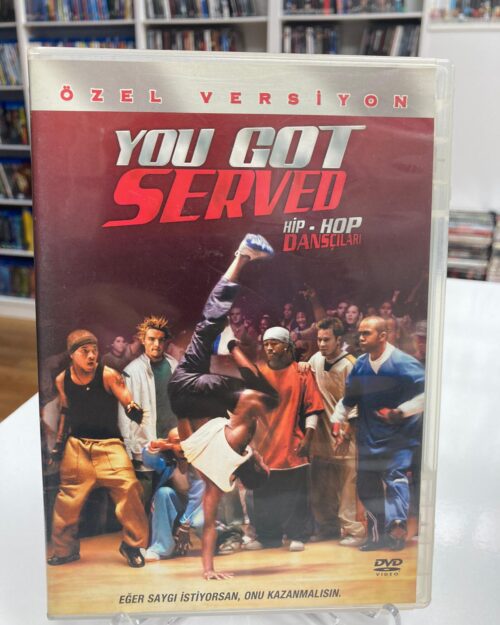 ÖZEL VERSİYON
YOU GOT
SERVED
HİP - HOP
DANSÇILARI
DVD
VIDEO
EĞER SAYGI İSTİYORSAN, ONU KAZANMALISIN.